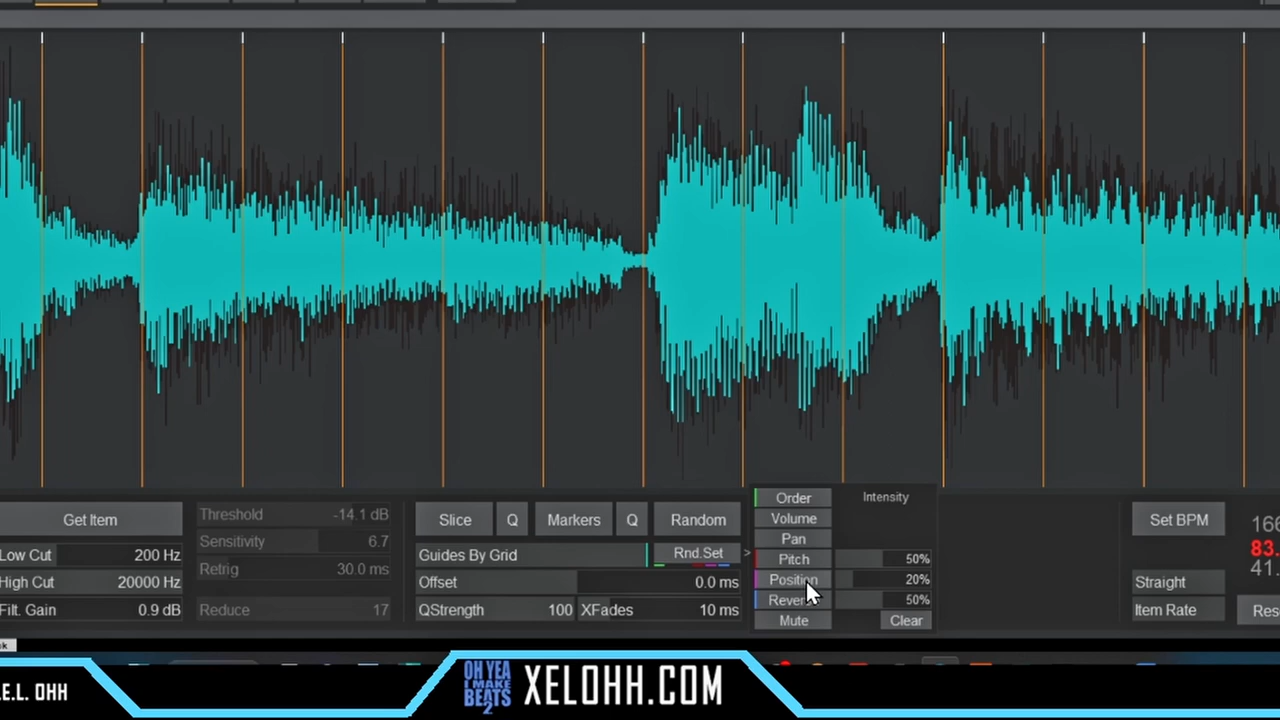 Get Item
Threshold -14.1 dB
Sensitivity 6.7
Retrig 30.0 ms
Reduce 17
Low Cut 200 Hz
High Cut 20000 Hz
Filt. Gain 0.9 dB
Slice Q Markers Q Random
Guides By Grid Rnd.Set >
Offset 0.0 ms
QStrength 100 XFades 10 ms
Order Intensity
Volume
Pan
Pitch 50%
Position 20%
50%
Mute Clear
Set BPM
83.
41.
Straight
Item Rate
.E.L. OHH
OH YEA
I MAKE
BEATS
2
XELOHH.COM